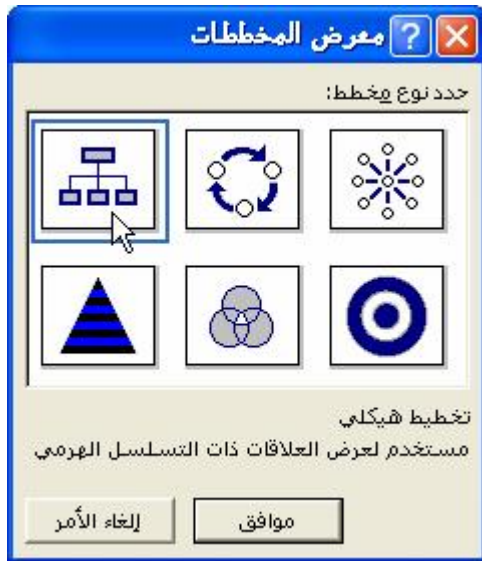 معرض المخططات
حدد نوع مخطط:
تخطيط هيكلي
مستخدم لعرض العلاقات ذات التسلسل الهرمي
موافق
إلغاء الأمر